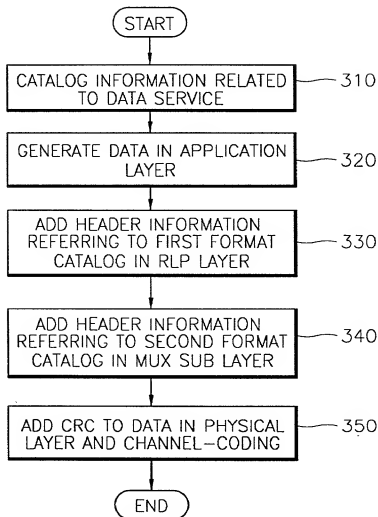 START
CATALOG INFORMATION RELATED
TO DATA SERVICE
310
GENERATE DATA IN APPLICATION
LAYER
320
ADD HEADER INFORMATION
REFERRING TO FIRST FORMAT
CATALOG IN RLP LAYER
330
ADD HEADER INFORMATION
REFERRING TO SECOND FORMAT
CATALOG IN MUX SUB LAYER
340
ADD CRC TO DATA IN PHYSICAL
LAYER AND CHANNEL-CODING
350
END